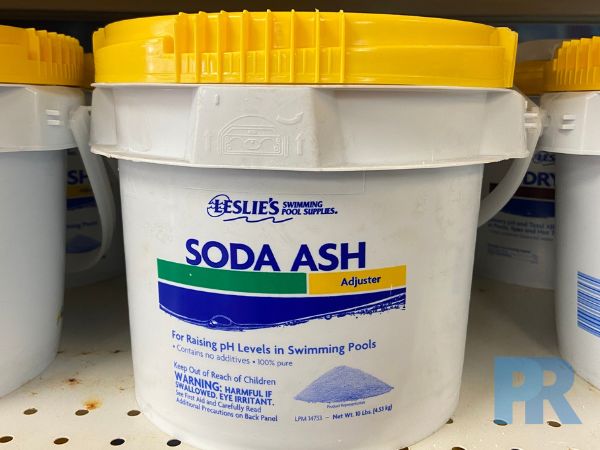 LESLIE'S SWIMMING
POOL SUPPLIES.
SODA ASH
Adjuster
For Raising pH Levels in Swimming Pools
• Contains no additives • 100% pure
Keep Out of Reach of Children
WARNING: HARMFUL IF
SWALLOWED. EYE IRRITANT.
See First Aid and Carefully Read
Additional Precautions on Back Panel
Product Representation
LPM 34753 – Net Wt. 10 Lbs. (4.53 kg)
SH
DRY
PR